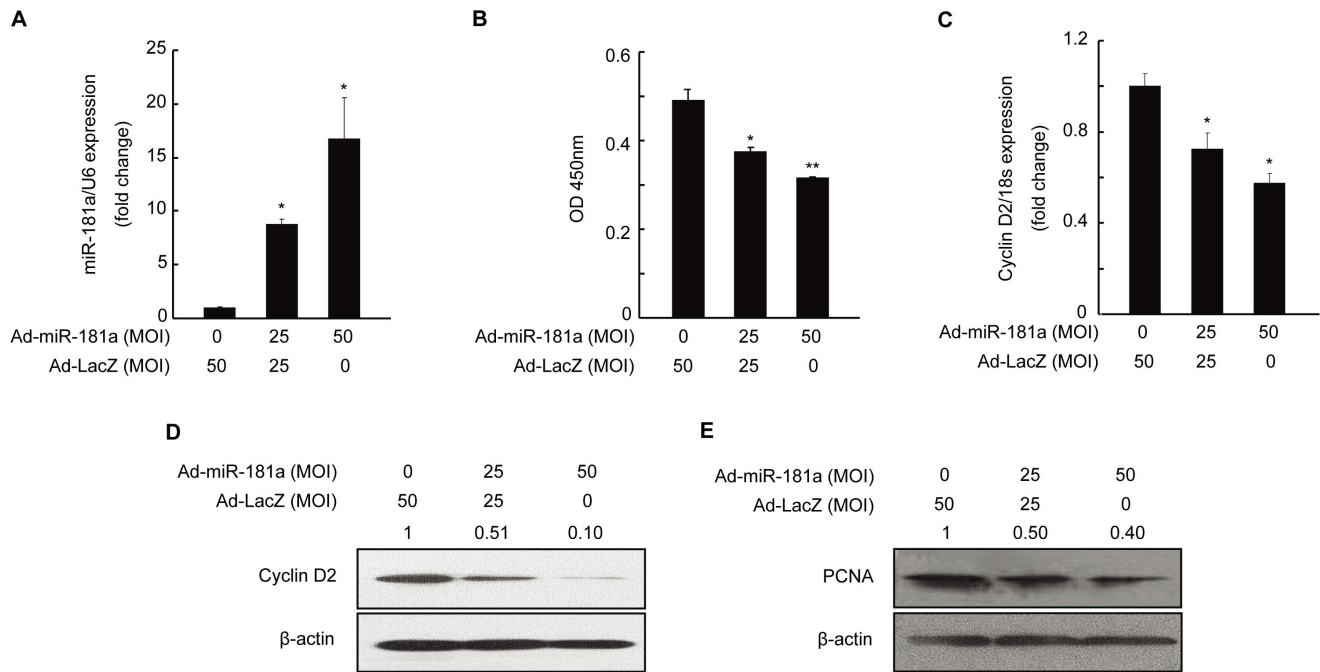 A
miR-181a/U6 expression
(fold change)
25
20
15
10
5
0
*
*
Ad-miR-181a (MOI) 0 25 50
Ad-LacZ (MOI) 50 25 0
B
OD 450nm
0.6
0.4
0.2
0
*
**
Ad-miR-181a (MOI) 0 25 50
Ad-LacZ (MOI) 50 25 0
C
Cyclin D2/18s expression
(fold change)
1.2
0.8
0.4
0
*
*
Ad-miR-181a (MOI) 0 25 50
Ad-LacZ (MOI) 50 25 0
D
Ad-miR-181a (MOI) 0 25 50
Ad-LacZ (MOI) 50 25 0
1 0.51 0.10
Cyclin D2
β-actin
E
Ad-miR-181a (MOI) 0 25 50
Ad-LacZ (MOI) 50 25 0
1 0.50 0.40
PCNA
β-actin